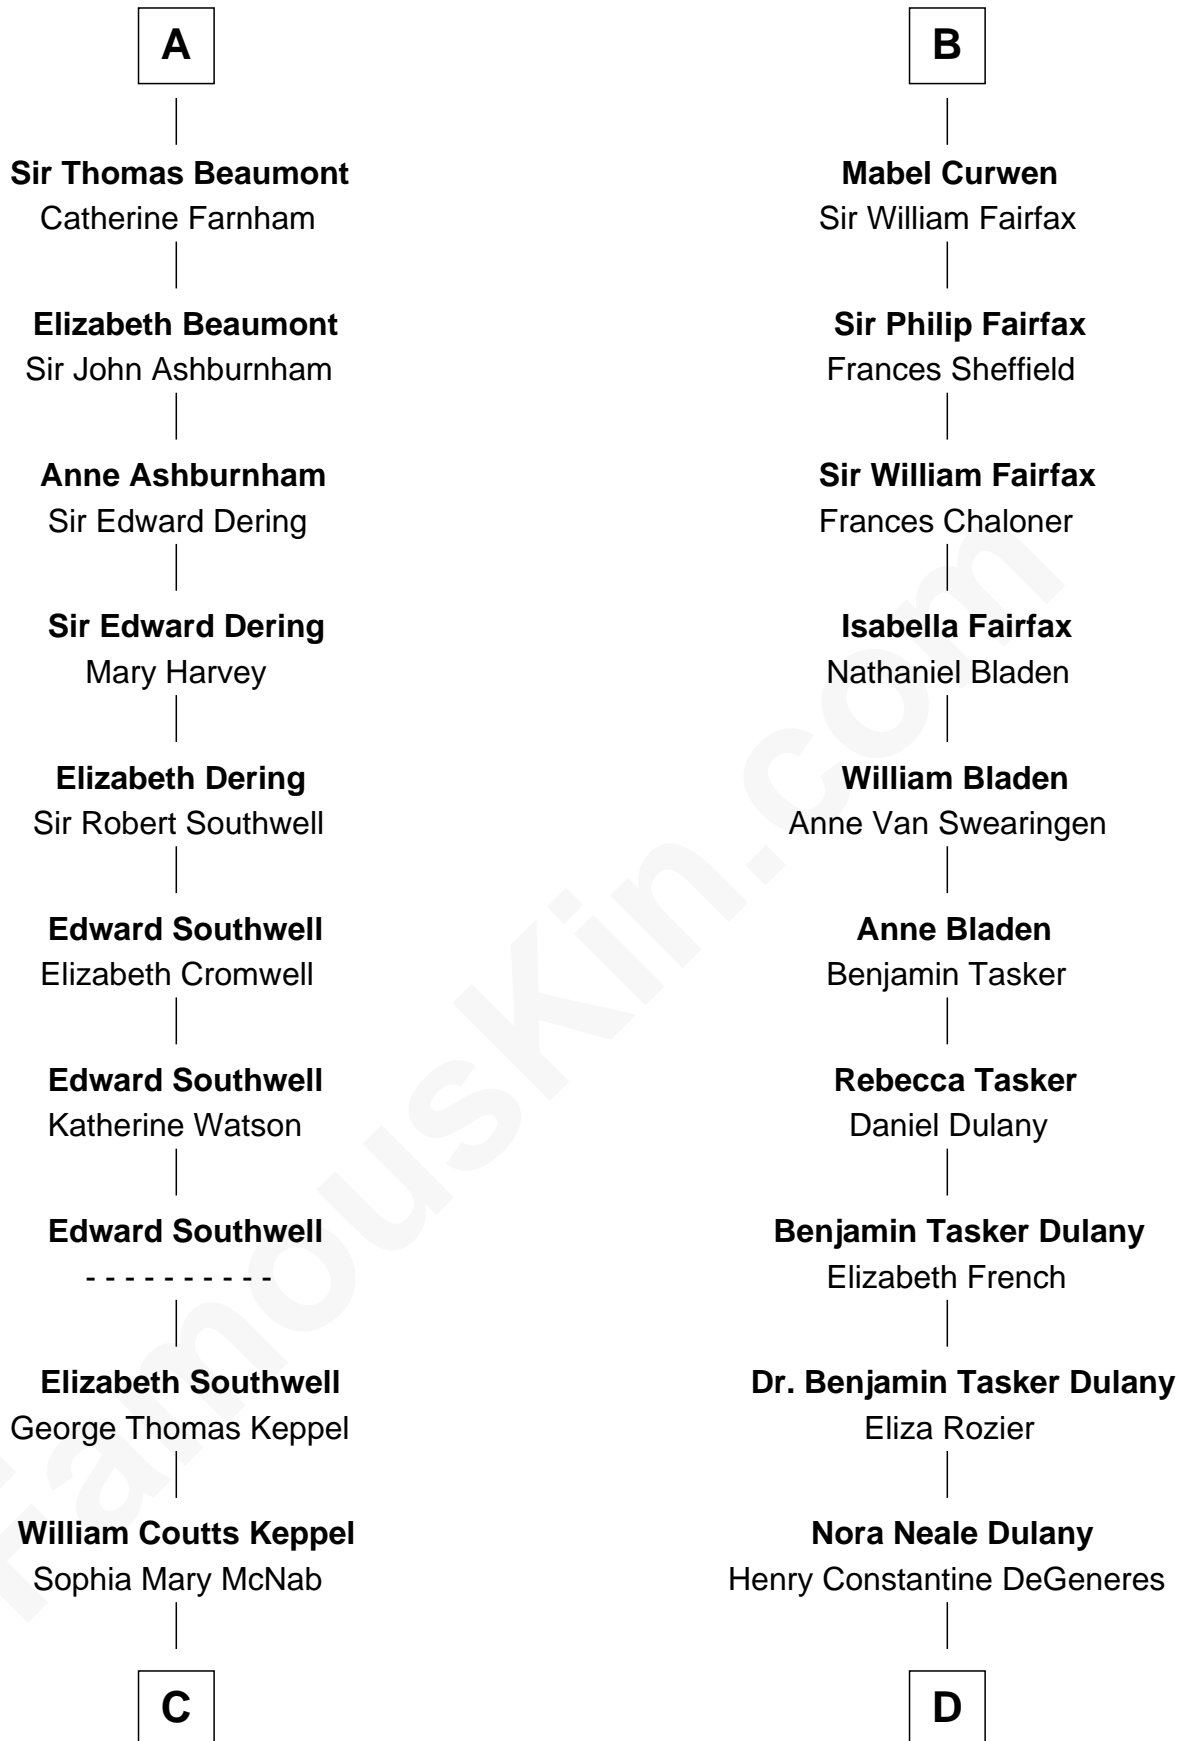 A
Sir Thomas Beaumont
Catherine Farnham
Elizabeth Beaumont
Sir John Ashburnham
Anne Ashburnham
Sir Edward Dering
Sir Edward Dering
Mary Harvey
Elizabeth Dering
Sir Robert Southwell
Edward Southwell
Elizabeth Cromwell
Edward Southwell
Katherine Watson
Edward Southwell
- - - - - - - - - -
Elizabeth Southwell
George Thomas Keppel
William Coutts Keppel
Sophia Mary McNab
C
B
Mabel Curwen
Sir William Fairfax
Sir Philip Fairfax
Frances Sheffield
Sir William Fairfax
Frances Chaloner
Isabella Fairfax
Nathaniel Bladen
William Bladen
Anne Van Swearingen
Anne Bladen
Benjamin Tasker
Rebecca Tasker
Daniel Dulany
Benjamin Tasker Dulany
Elizabeth French
Dr. Benjamin Tasker Dulany
Eliza Rozier
Nora Neale Dulany
Henry Constantine DeGeneres
D
FamousKin.com